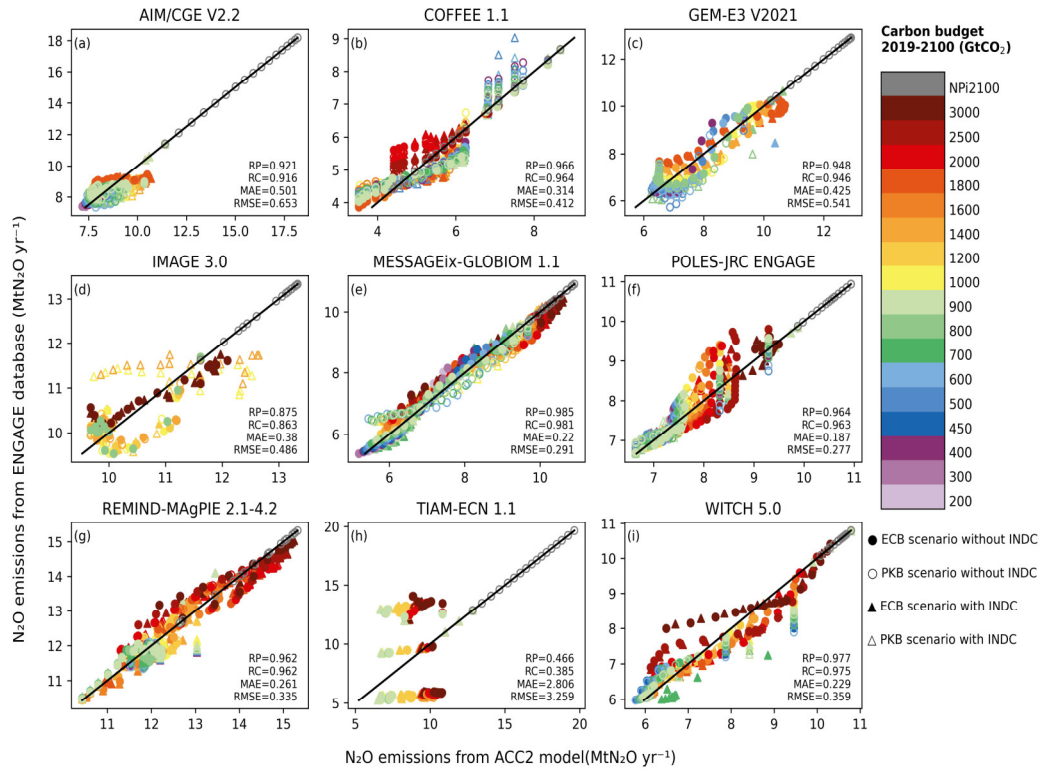 AIM/CGE V2.2
COFFEE 1.1
GEM-E3 V2021
Carbon budget
2019-2100 (GtCO₂)
(a)
18
16
14
12
10
8
7.5
10.0
12.5
15.0
17.5
RP=0.921
RC=0.916
MAE=0.501
RMSE=0.653
(b)
9
8
7
6
5
4
4
5
6
7
8
RP=0.966
RC=0.964
MAE=0.314
RMSE=0.412
(c)
12
10
8
6
6
8
10
12
RP=0.948
RC=0.946
MAE=0.425
RMSE=0.541
NPi2100
3000
2500
2000
1800
1600
1400
1200
1000
900
800
700
600
500
450
400
300
200
N₂O emissions from ENGAGE database (MtN₂O yr⁻¹)
IMAGE 3.0
MESSAGEix-GLOBIOM 1.1
POLES-JRC ENGAGE
(d)
13
12
11
10
10
11
12
13
RP=0.875
RC=0.863
MAE=0.38
RMSE=0.486
(e)
10
8
6
6
8
10
RP=0.985
RC=0.981
MAE=0.22
RMSE=0.291
(f)
11
10
9
8
7
7
8
9
10
11
RP=0.964
RC=0.963
MAE=0.187
RMSE=0.277
REMIND-MAgPIE 2.1-4.2
TIAM-ECN 1.1
WITCH 5.0
(g)
15
14
13
12
11
11
12
13
14
15
RP=0.962
RC=0.962
MAE=0.261
RMSE=0.335
(h)
20
15
10
5
5
10
15
20
RP=0.466
RC=0.385
MAE=2.806
RMSE=3.259
(i)
11
10
9
8
7
6
6
7
8
9
10
11
RP=0.977
RC=0.975
MAE=0.229
RMSE=0.359
ECB scenario without INDC
PKB scenario without INDC
ECB scenario with INDC
PKB scenario with INDC
N₂O emissions from ACC2 model(MtN₂O yr⁻¹)